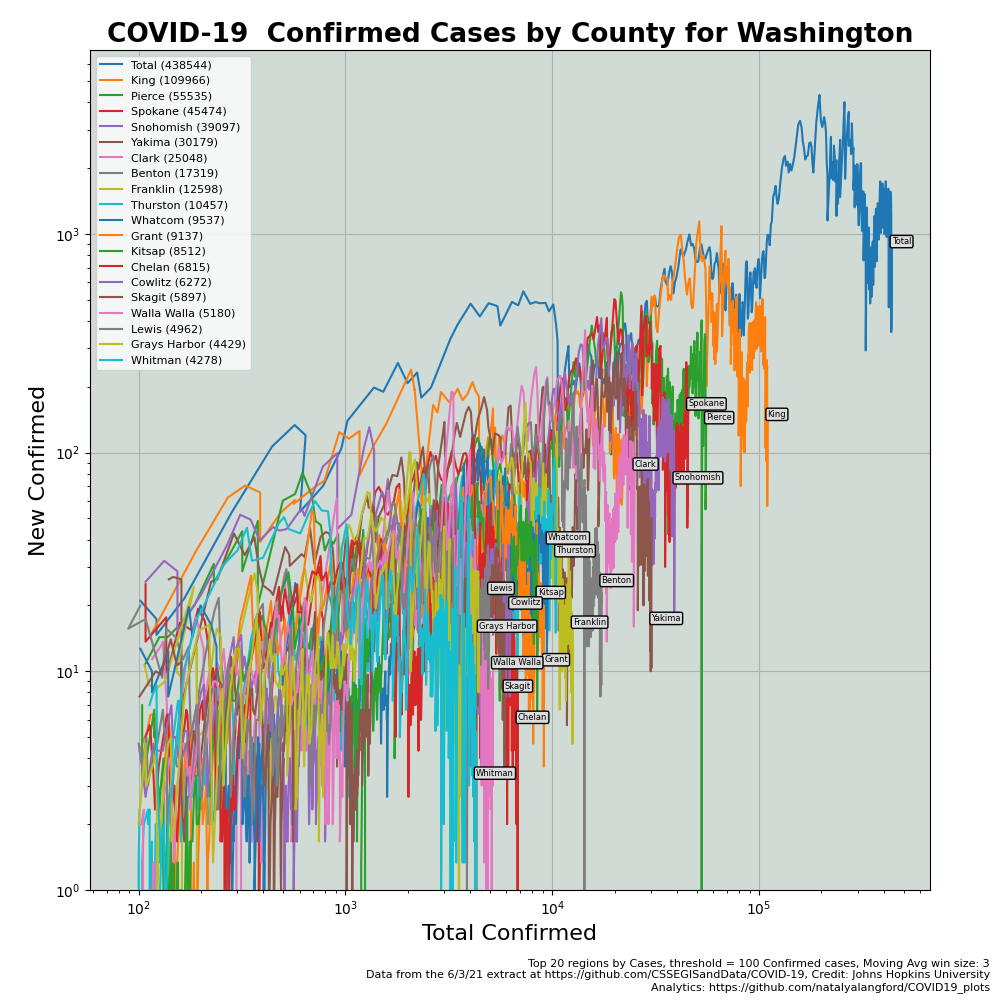 COVID-19  Confirmed Cases by County for Washington
Total (438544)
King (109966)
Pierce (55535)
Spokane (45474)
Snohomish (39097)
Yakima (30179)
Clark (25048)
Benton (17319)
Franklin (12598)
Thurston (10457)
Whatcom (9537)
Grant (9137)
Kitsap (8512)
Chelan (6815)
Cowlitz (6272)
Skagit (5897)
Walla Walla (5180)
Lewis (4962)
Grays Harbor (4429)
Whitman (4278)
New Confirmed
10³
10²
10¹
10⁰
Total
Spokane
King
Pierce
Clark
Snohomish
Whatcom
Thurston
Benton
Lewis
Kitsap
Cowlitz
Yakima
Franklin
Grays Harbor
Grant
Walla Walla
Skagit
Chelan
Whitman
10²
10³
10⁴
10⁵
Total Confirmed
Top 20 regions by Cases, threshold = 100 Confirmed cases, Moving Avg win size: 3
Data from the 6/3/21 extract at https://github.com/CSSEGISandData/COVID-19, Credit: Johns Hopkins University
Analytics: https://github.com/natalyalangford/COVID19_plots